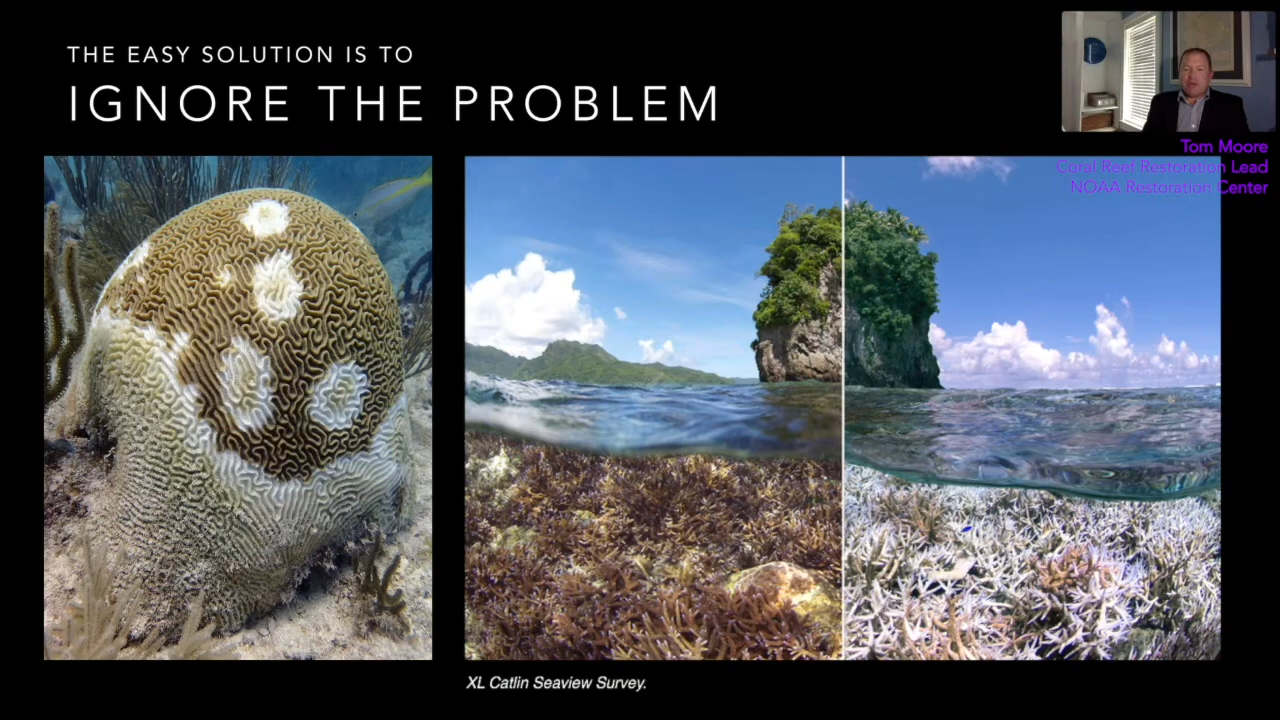 THE EASY SOLUTION IS TO
IGNORE THE PROBLEM
Tom Moore
Coral Reef Restoration Lead
NOAA Restoration Center
XL Catlin Seaview Survey.